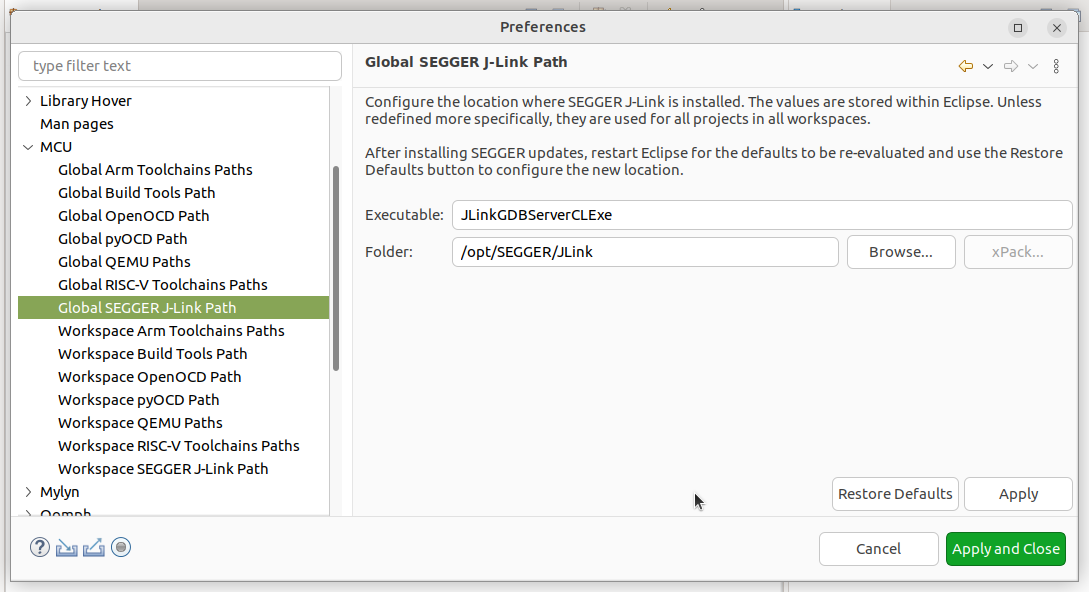 Preferences
type filter text
Library Hover
Man pages
MCU
Global Arm Toolchains Paths
Global Build Tools Path
Global OpenOCD Path
Global pyOCD Path
Global QEMU Paths
Global RISC-V Toolchains Paths
Global SEGGER J-Link Path
Workspace Arm Toolchains Paths
Workspace Build Tools Path
Workspace OpenOCD Path
Workspace pyOCD Path
Workspace QEMU Paths
Workspace RISC-V Toolchains Paths
Workspace SEGGER J-Link Path
Mylyn
Oomph
Global SEGGER J-Link Path
Configure the location where SEGGER J-Link is installed. The values are stored within Eclipse. Unless
redefined more specifically, they are used for all projects in all workspaces.
After installing SEGGER updates, restart Eclipse for the defaults to be re-evaluated and use the Restore
Defaults button to configure the new location.
Executable: JLinkGDBServerCLExe
Folder: /opt/SEGGER/JLink Browse... xPack...
Restore Defaults Apply
Cancel Apply and Close